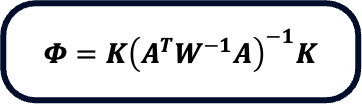 Φ = K(AᵀW⁻¹A)⁻¹K